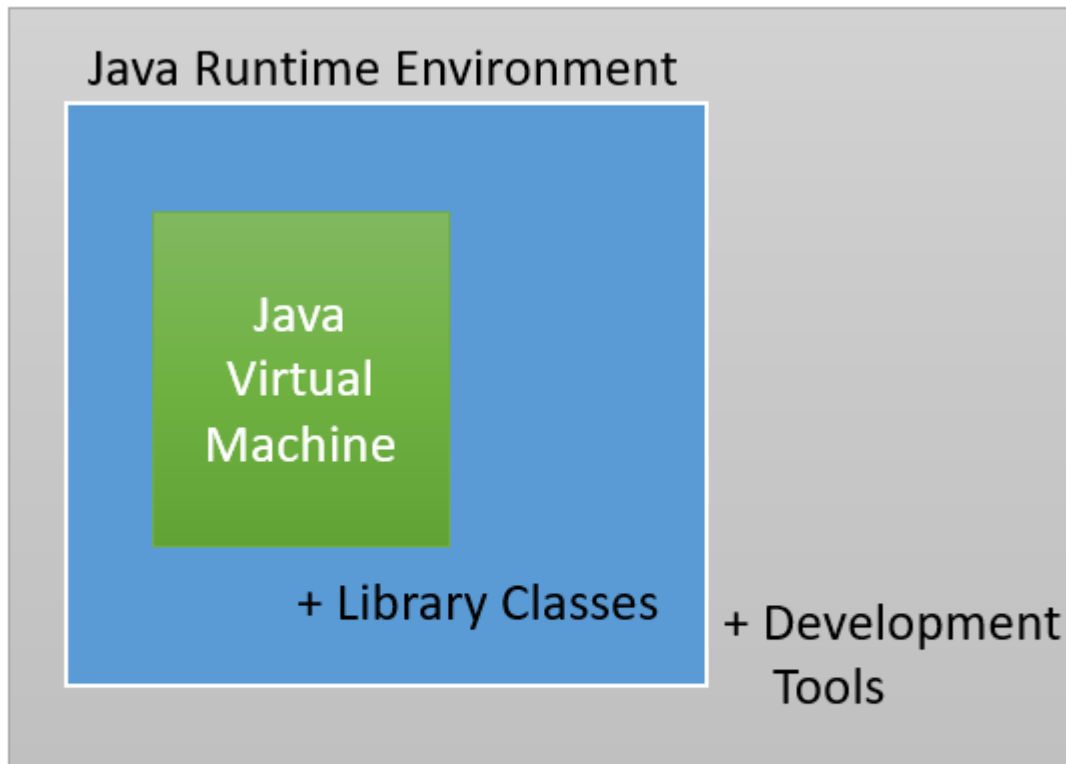 Java Runtime Environment
Java
Virtual
Machine
+ Library Classes
+ Development
Tools